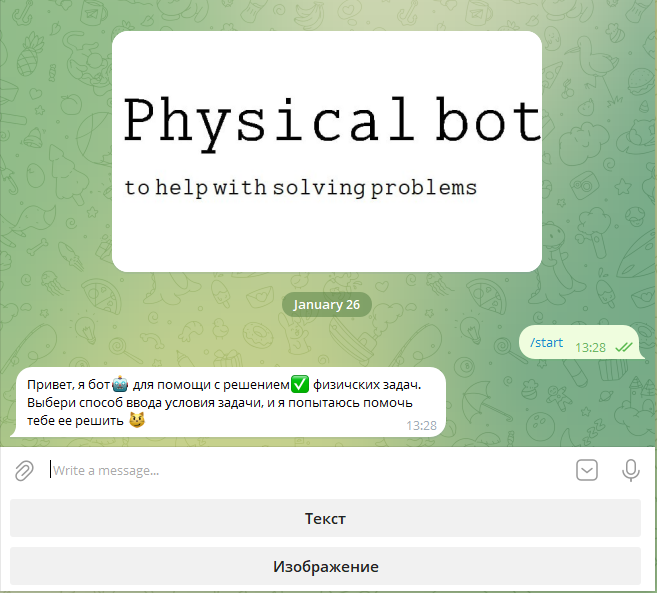 Physical bot
to help with solving problems
January 26
/start
13:28
Привет, я бот🤖 для помощи с решением✅ физичских задач.
Выбери способ ввода условия задачи, и я попытаюсь помочь
тебе ее решить 😼
13:28
Write a message...
Текст
Изображение